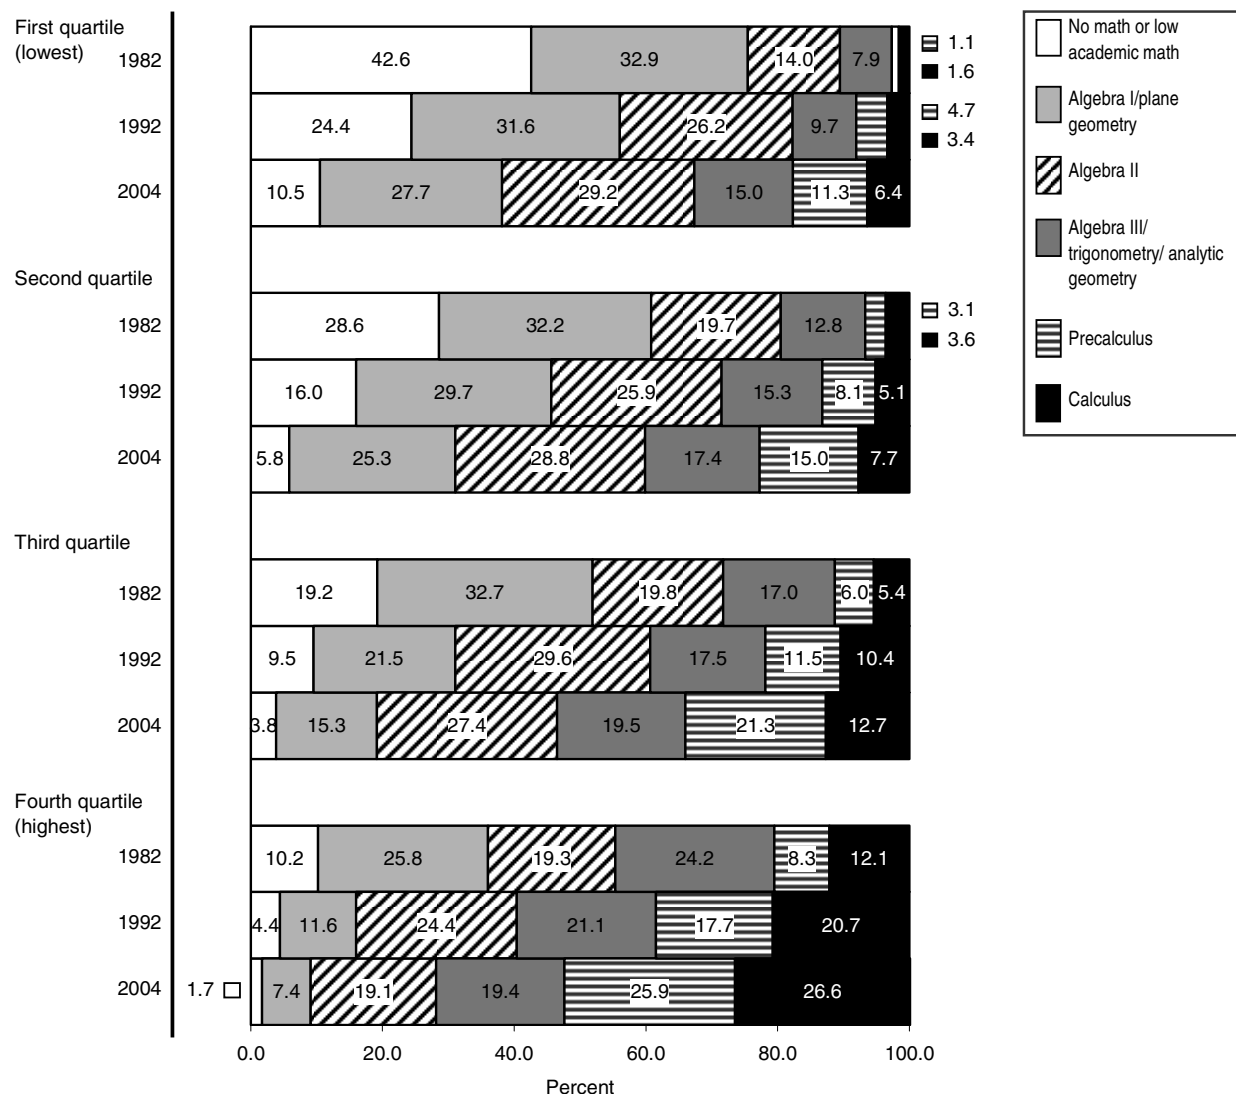 First quartile
(lowest)
1982 42.6 32.9 14.0 7.9 1.1
1.6
1992 24.4 31.6 26.2 9.7 4.7
3.4
2004 10.5 27.7 29.2 15.0 11.3 6.4
Second quartile
1982 28.6 32.2 19.7 12.8 3.1
3.6
1992 16.0 29.7 25.9 15.3 8.1 5.1
2004 5.8 25.3 28.8 17.4 15.0 7.7
Third quartile
1982 19.2 32.7 19.8 17.0 6.0 5.4
1992 9.5 21.5 29.6 17.5 11.5 10.4
2004 3.8 15.3 27.4 19.5 21.3 12.7
Fourth quartile
(highest)
1982 10.2 25.8 19.3 24.2 8.3 12.1
1992 4.4 11.6 24.4 21.1 17.7 20.7
2004 1.7 7.4 19.1 19.4 25.9 26.6
0.0 20.0 40.0 60.0 80.0 100.0
Percent
No math or low
academic math
Algebra I/plane
geometry
Algebra II
Algebra III/
trigonometry/ analytic
geometry
Precalculus
Calculus